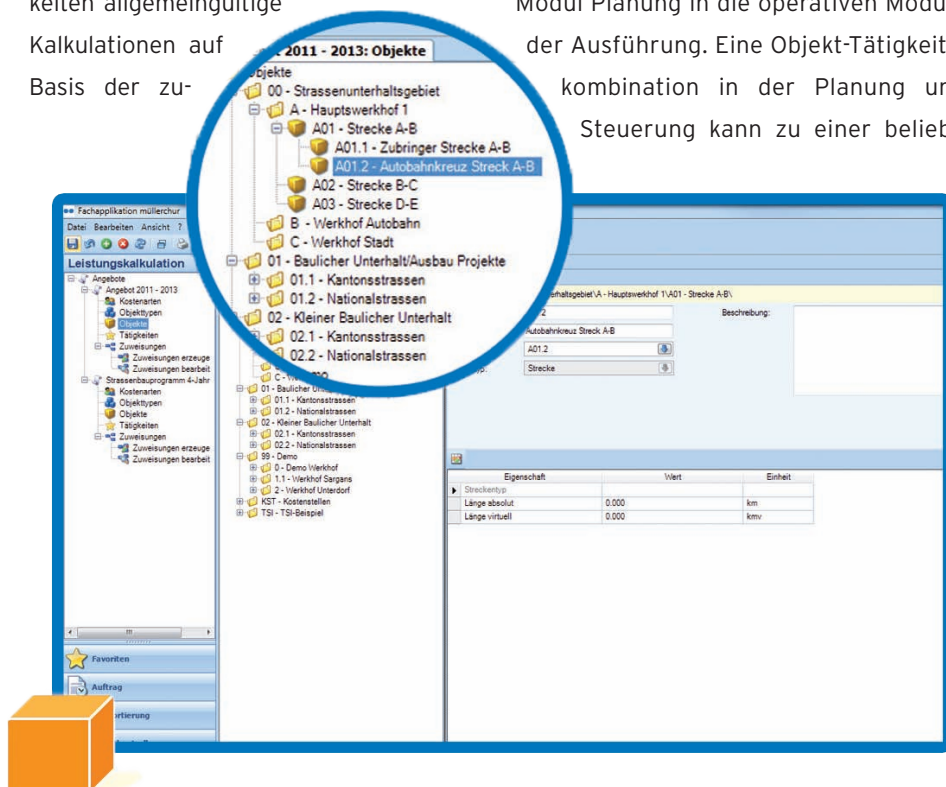 keiten allgemeingültige
Kalkulationen auf
Basis der zu-
Modul Planung in die operativen Modu
der Ausführung. Eine Objekt-Tätigkeit
kombination in der Planung un
Steuerung kann zu einer belieb
2011 - 2013: Objekte
bjekte
00 - Strassenunterhaltsgebiet
A - Hauptswerkhof 1
A01 - Strecke A-B
A01.1 - Zubringer Strecke A-B
A01.2 - Autobahnkreuz Streck A-B
A02 - Strecke B-C
A03 - Strecke D-E
B - Werkhof Autobahn
C - Werkhof Stadt
01 - Baulicher Unterhalt/Ausbau Projekte
01.1 - Kantonsstrassen
01.2 - Nationalstrassen
02 - Kleiner Baulicher Unterhalt
02.1 - Kantonsstrassen
02.2 - Nationalstrassen
Fachapplikation müllerchur
Datei Bearbeiten Ansicht ?
Leistungskalkulation
Angebote
Angebot 2011 - 2013
Kostenarten
Objekttypen
Objekte
Tätigkeiten
Zuweisungen
Zuweisungen erzeuge
Zuweisungen bearbeit
Strassenbauprogramm 4-Jahr
Kostenarten
Objekttypen
Objekte
Tätigkeiten
Zuweisungen
Zuweisungen erzeuge
Zuweisungen bearbeit
Favoriten
Auftrag
ortierung
01 - Baulicher
01.1 - Kantonsstrassen
01.2 - Nationalstrassen
02 - Kleiner Baulicher Unterhalt
02.1 - Kantonsstrassen
02.2 - Nationalstrassen
99 - Demo
0 - Demo Werkhof
1.1 - Werkhof Sargans
2 - Werkhof Unterdorf
KST - Kostenstellen
TSI - TSI-Beispiel
erhaltsgebiet\A - Hauptswerkhof 1\A01 - Strecke A-B\
Autobahnkreuz Streck A-B
A01.2
Strecke
Beschreibung:
Eigenschaft Wert Einheit
Streckentyp
Länge absolut 0.000 km
Länge virtuell 0.000 kmv